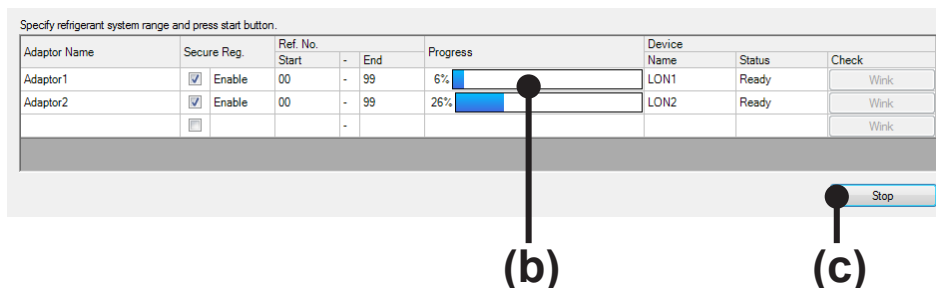 Specify refrigerant system range and press start button.
Adaptor Name Secure Reg. Ref. No. Progress Device
Start - End Name Status Check
Adaptor1 Enable 00 - 99 6% LON1 Ready Wink
Adaptor2 Enable 00 - 99 26% LON2 Ready Wink
- Wink
Stop
(b) (c)